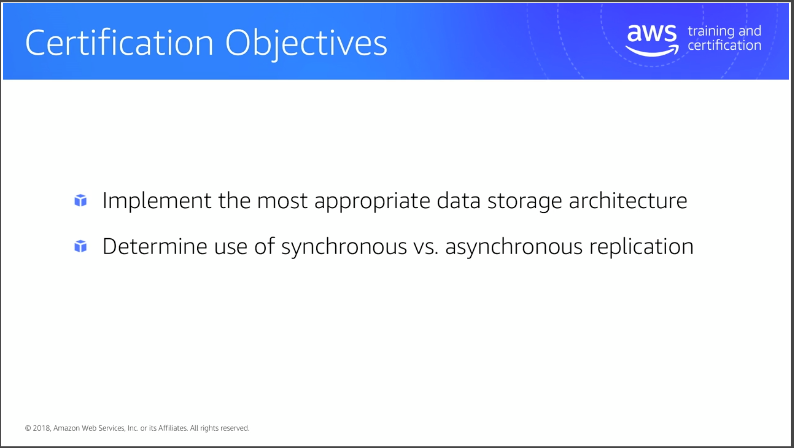 Certification Objectives
aws training and
certification
Implement the most appropriate data storage architecture
Determine use of synchronous vs. asynchronous replication
© 2018, Amazon Web Services, Inc. or its Affiliates. All rights reserved.